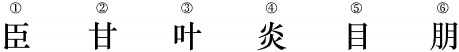 ① ② ③ ④ ⑤ ⑥
臣 甘 叶 炎 目 朋